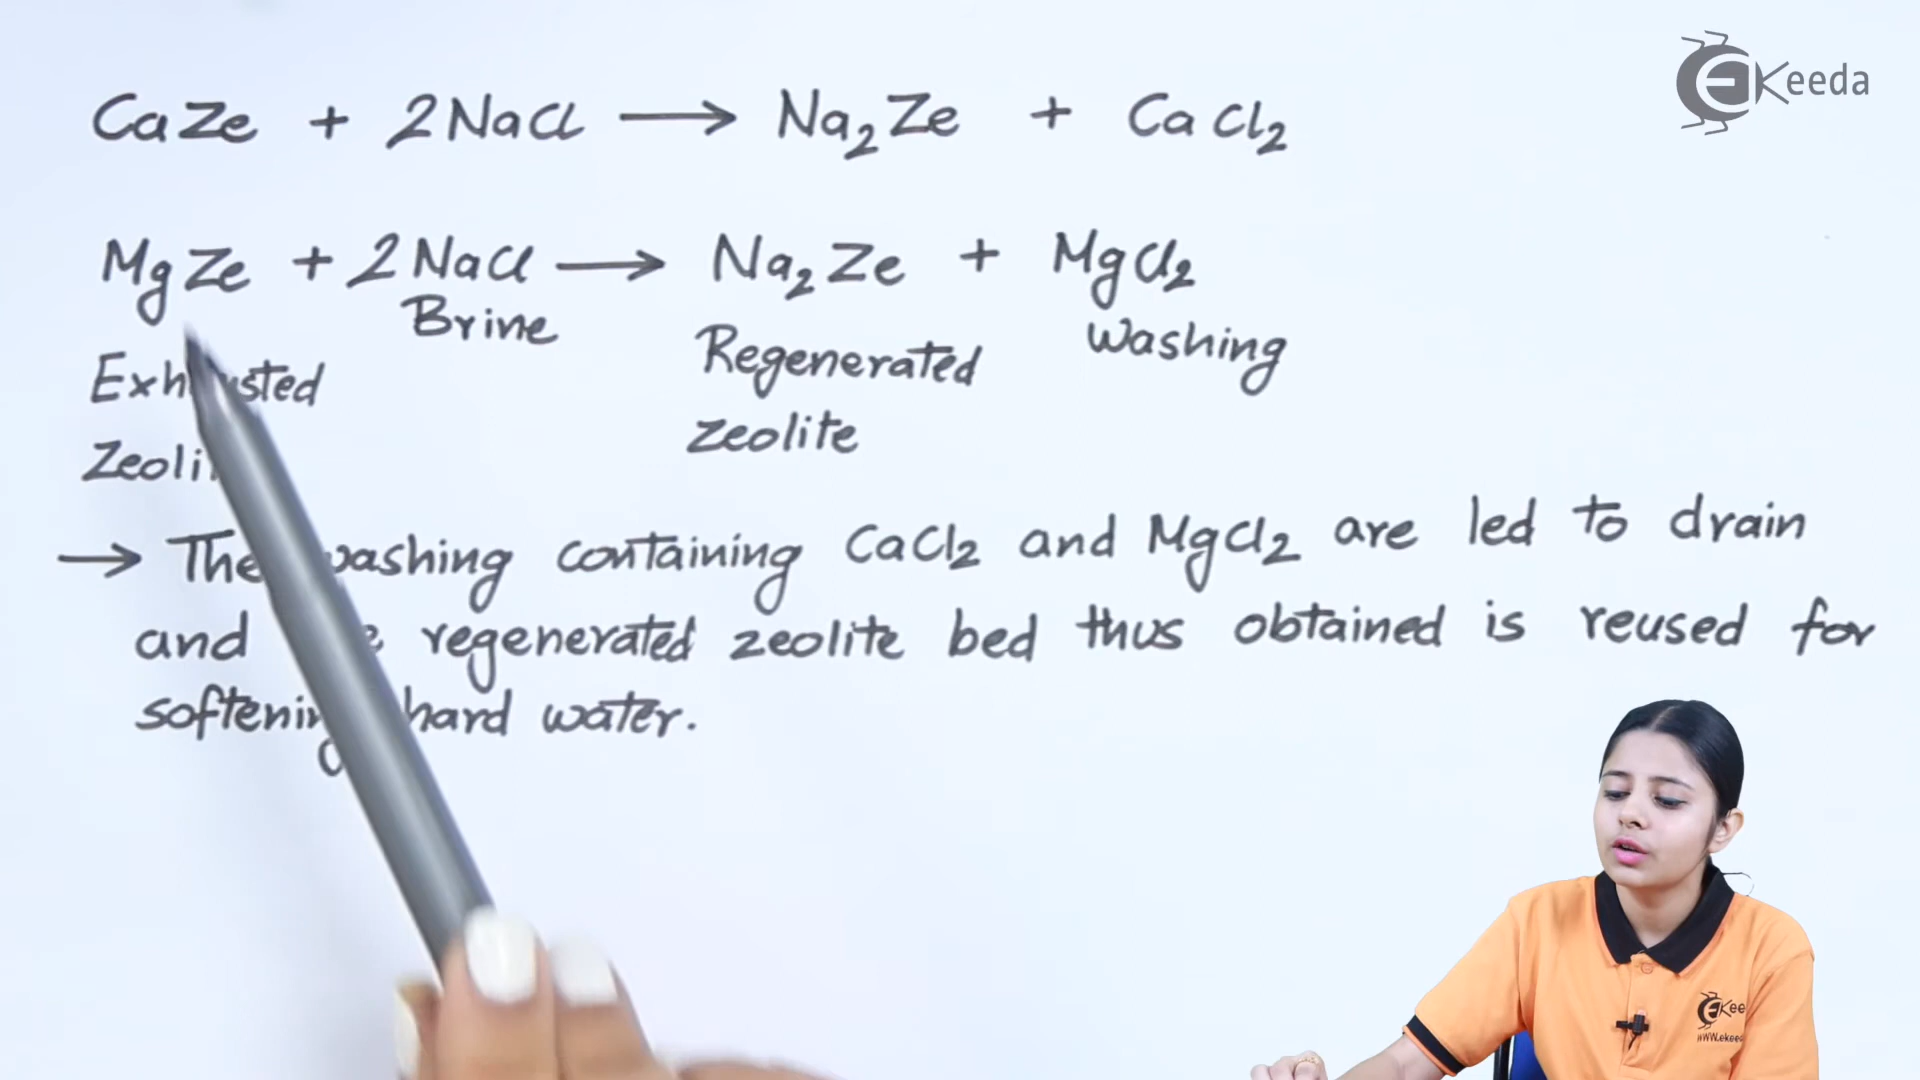 EKeeda
CaZe + 2NaCl → Na₂Ze + CaCl₂
MgZe + 2NaCl → Na₂Ze + MgCl₂
Brine
Regenerated
Washing
zeolite
→ The washing containing CaCl₂ and MgCl₂ are led to drain
and regenerated zeolite bed thus obtained is reused for
hard water.